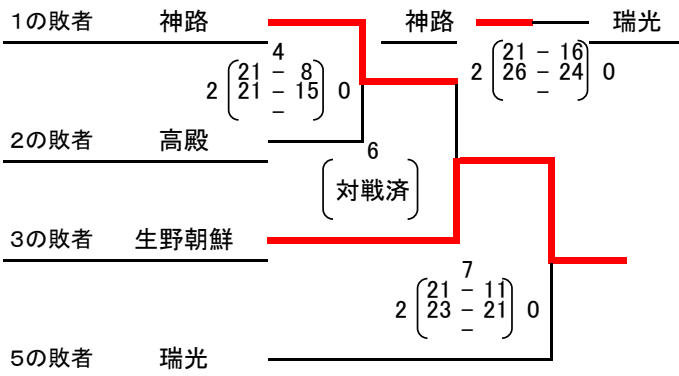 1の敗者 神路
神路 瑞光
4
2 21 - 8 0
21 - 15
-
2 21 - 16 0
26 - 24
-
2の敗者 高殿
6
(対戦済)
3の敗者 生野朝鮮
7
2 21 - 11 0
23 - 21
-
5の敗者 瑞光